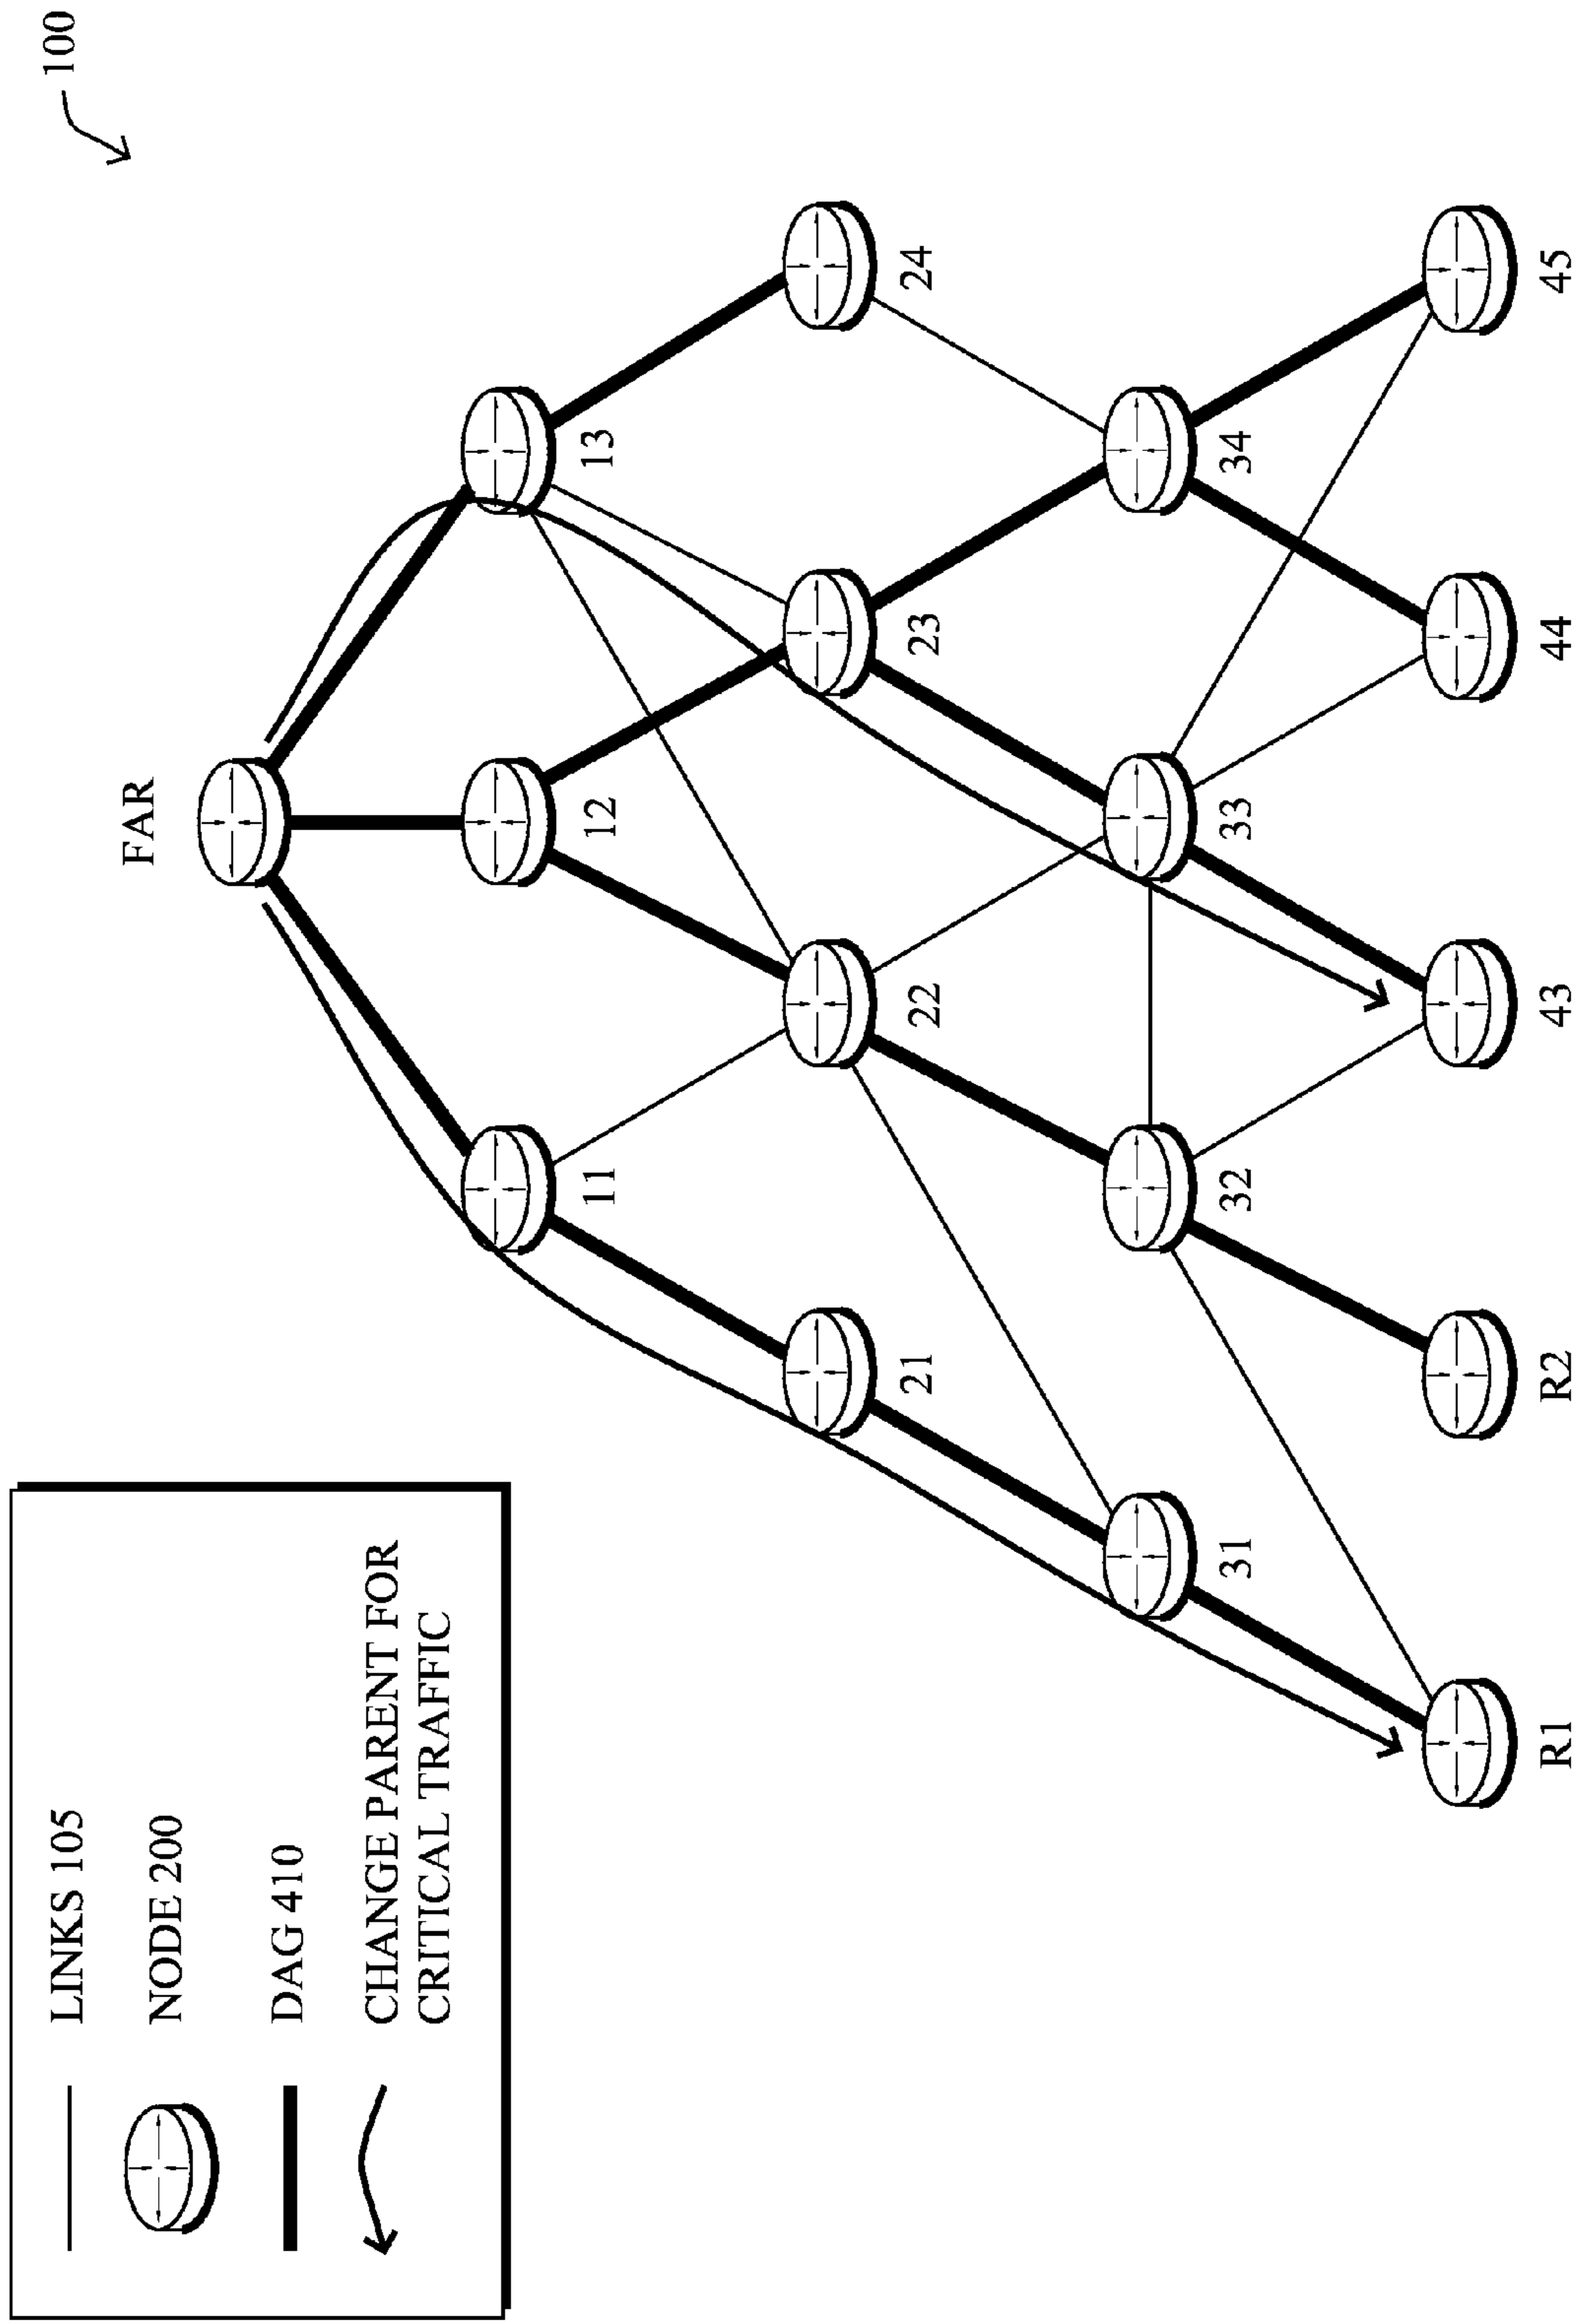 100
FAR
11
12
13
21
22
23
24
31
32
33
34
R1
R2
43
44
45
LINKS 105
NODE 200
DAG 410
CHANGE PARENT FOR
CRITICAL TRAFFIC